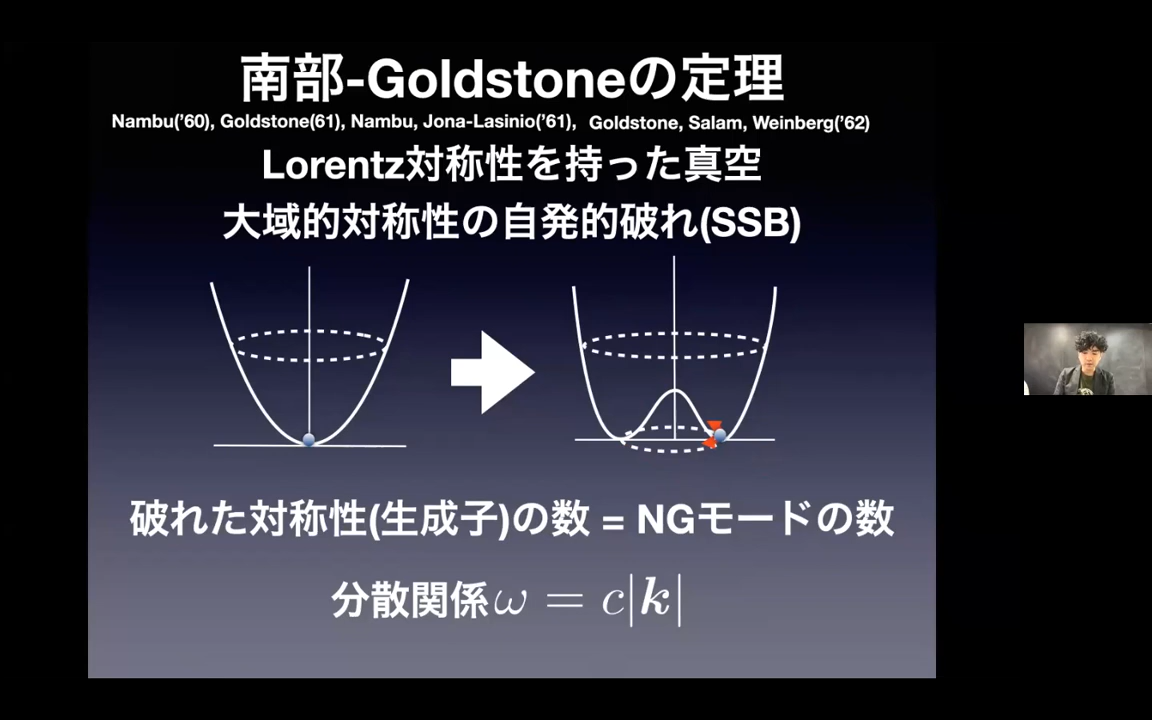 南部-Goldstoneの定理
Nambu('60), Goldstone(61), Nambu, Jona-Lasinio('61), Goldstone, Salam, Weinberg('62)
Lorentz対称性を持った真空
大域的対称性の自発的破れ(SSB)
破れた対称性(生成子)の数 = NGモードの数
分散関係ω = c|k|